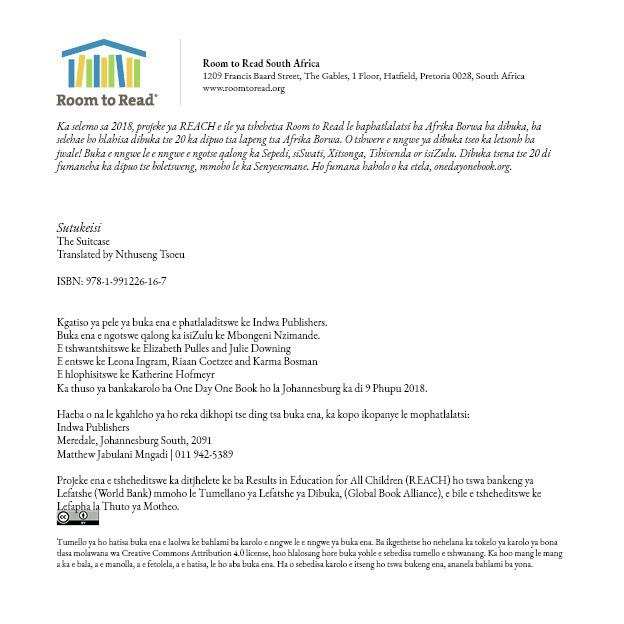 Room to Read®
Room to Read South Africa
1209 Francis Baard Street, The Gables, 1 Floor, Hatfield, Pretoria 0028, South Africa
www.roomtoread.org
Ka selemo sa 2018, projeke ya REACH e ile ya tshehetsa Room to Read le baphatlalatsi ba Afrika Borwa ba dibuka, ba
selehae ho hlahisa dibuka tse 20 ka dipuo tsa lapeng tsa Afrika Borwa. O tshwere e nngwe ya dibuka tseo ka letsonh ba
jwale! Buka e nngwe le e nngwe e ngotse qalong ka Sepedi, siSwati, Xitsonga, Tshivenda or isiZulu. Dibuka tsena tse 20 di
fumaneha ka dipuo tse boletsweng, mmoho le ka Senyesemane. Ho fumana haholo o ka etela, onedayonebook.org.
Sutukeisi
The Suitcase
Translated by Nthuseng Tsoeu
ISBN: 978-1-991226-16-7
Kgatiso ya pele ya buka ena e phatlaladitswe ke Indwa Publishers.
Buka ena e ngotswe qalong ka isiZulu ke Mbongeni Nzimande.
E tshwantshitswe ke Elizabeth Pulles and Julie Downing
E entswe ke Leona Ingram, Riaan Coetzee and Karma Bosman
E hlophisitswe ke Katherine Hofmeyr
Ka thuso ya bankakarolo ba One Day One Book ho la Johannesburg ka di 9 Phupu 2018.
Haeba o na le kgahleho ya ho reka dikhopi tse ding tsa buka ena, ka kopo ikopanye le mophatlalatsi:
Indwa Publishers
Meredale, Johannesburg South, 2091
Matthew Jabulani Mngadi | 011 942-5389
Projeke ena e tsheheditswe ka ditjhelete ke ba Results in Education for All Children (REACH) ho tswa bankeng ya
Lefatshe (World Bank) mmoho le Tumellano ya Lefatshe ya Dibuka, (Global Book Alliance), e bile e tsheheditswe ke
Lefapha la Thuto ya Motheo.
cc BY
Tumello ya ho hatisa buka ena e laolwa ke bahlami ba karolo e nngwe le e nngwe ya buka ena. Ba ikgethetse ho nehelana ka tokelo ya karolo ya bona
tlasa molawana wa Creative Commons Attribution 4.0 license, hoo hlalosang hore buka yohle e sebedisa tumello e tshwanang. Ka hoo mang le mang
a ka e bala, a e manolla, a e fetolela, a e hatisa, le ho aba buka ena. Ha o sebedisa karolo e itseng ho tswa bukeng ena, ananela bahlami ba yona.